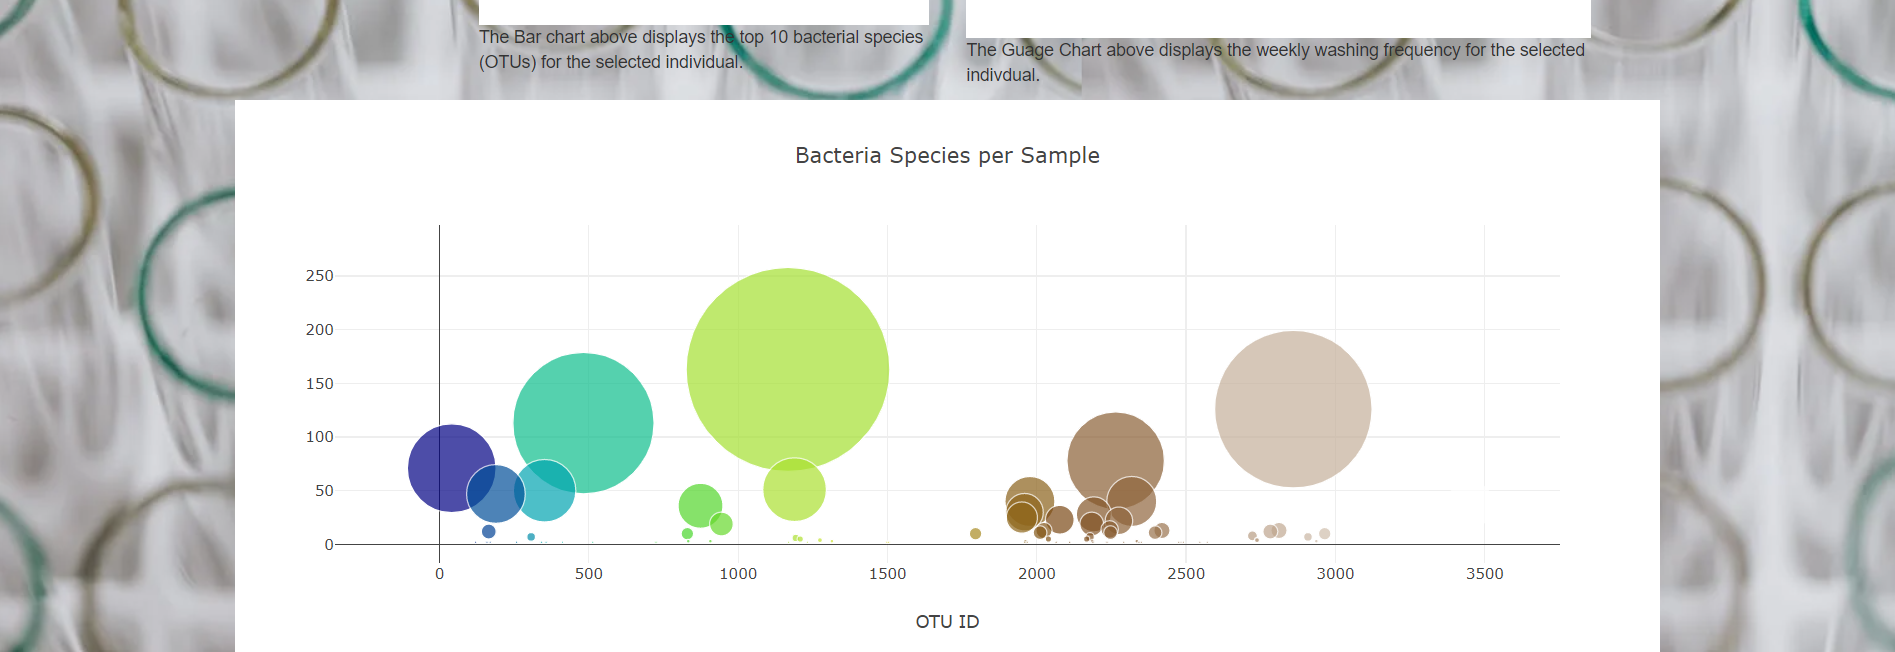 The Bar chart above displays the top 10 bacterial species
(OTUs) for the selected individual.
The Guage Chart above displays the weekly washing frequency for the selected
indivdual.
Bacteria Species per Sample
250
200
150
100
50
0
0 500 1000 1500 2000 2500 3000 3500
OTU ID